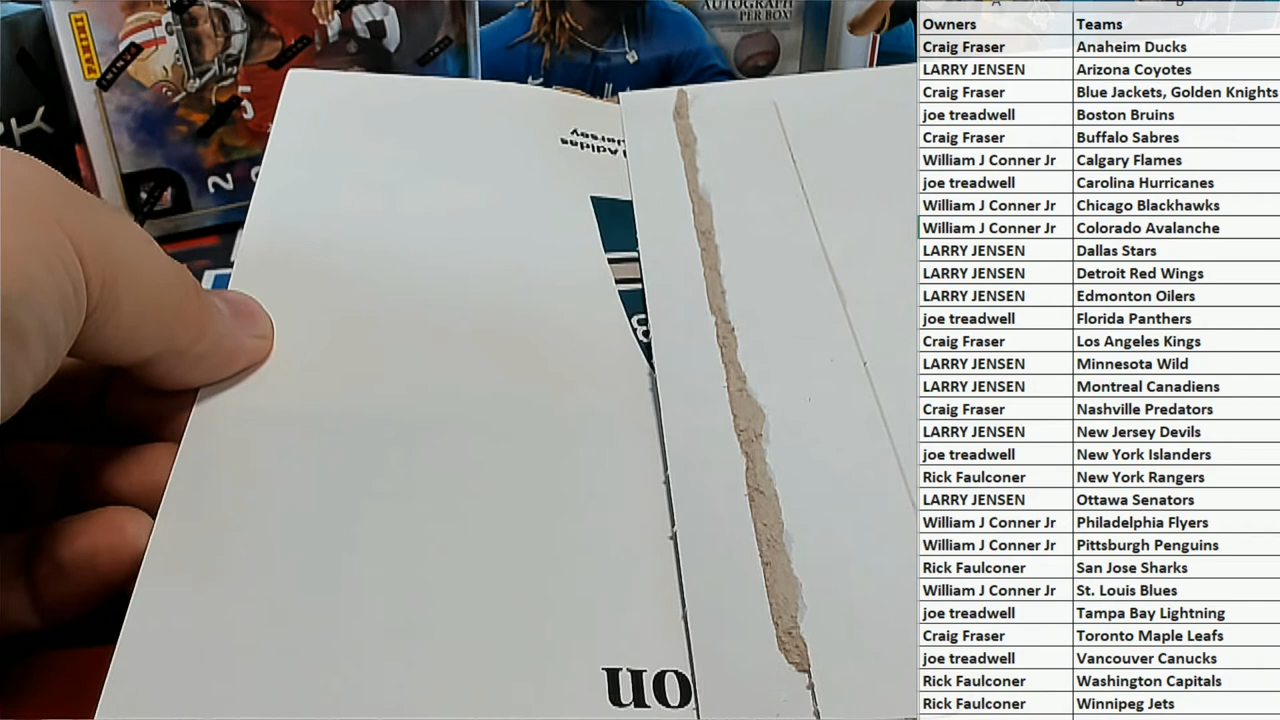 AUTOGRAPH
PER BOX!
PANINI
Adidas
Jersey
on
Owners Teams
Craig Fraser Anaheim Ducks
LARRY JENSEN Arizona Coyotes
Craig Fraser Blue Jackets, Golden Knights
joe treadwell Boston Bruins
Craig Fraser Buffalo Sabres
William J Conner Jr Calgary Flames
joe treadwell Carolina Hurricanes
William J Conner Jr Chicago Blackhawks
William J Conner Jr Colorado Avalanche
LARRY JENSEN Dallas Stars
LARRY JENSEN Detroit Red Wings
LARRY JENSEN Edmonton Oilers
joe treadwell Florida Panthers
Craig Fraser Los Angeles Kings
LARRY JENSEN Minnesota Wild
LARRY JENSEN Montreal Canadiens
Craig Fraser Nashville Predators
LARRY JENSEN New Jersey Devils
joe treadwell New York Islanders
Rick Faulconer New York Rangers
LARRY JENSEN Ottawa Senators
William J Conner Jr Philadelphia Flyers
William J Conner Jr Pittsburgh Penguins
Rick Faulconer San Jose Sharks
William J Conner Jr St. Louis Blues
joe treadwell Tampa Bay Lightning
Craig Fraser Toronto Maple Leafs
joe treadwell Vancouver Canucks
Rick Faulconer Washington Capitals
Rick Faulconer Winnipeg Jets